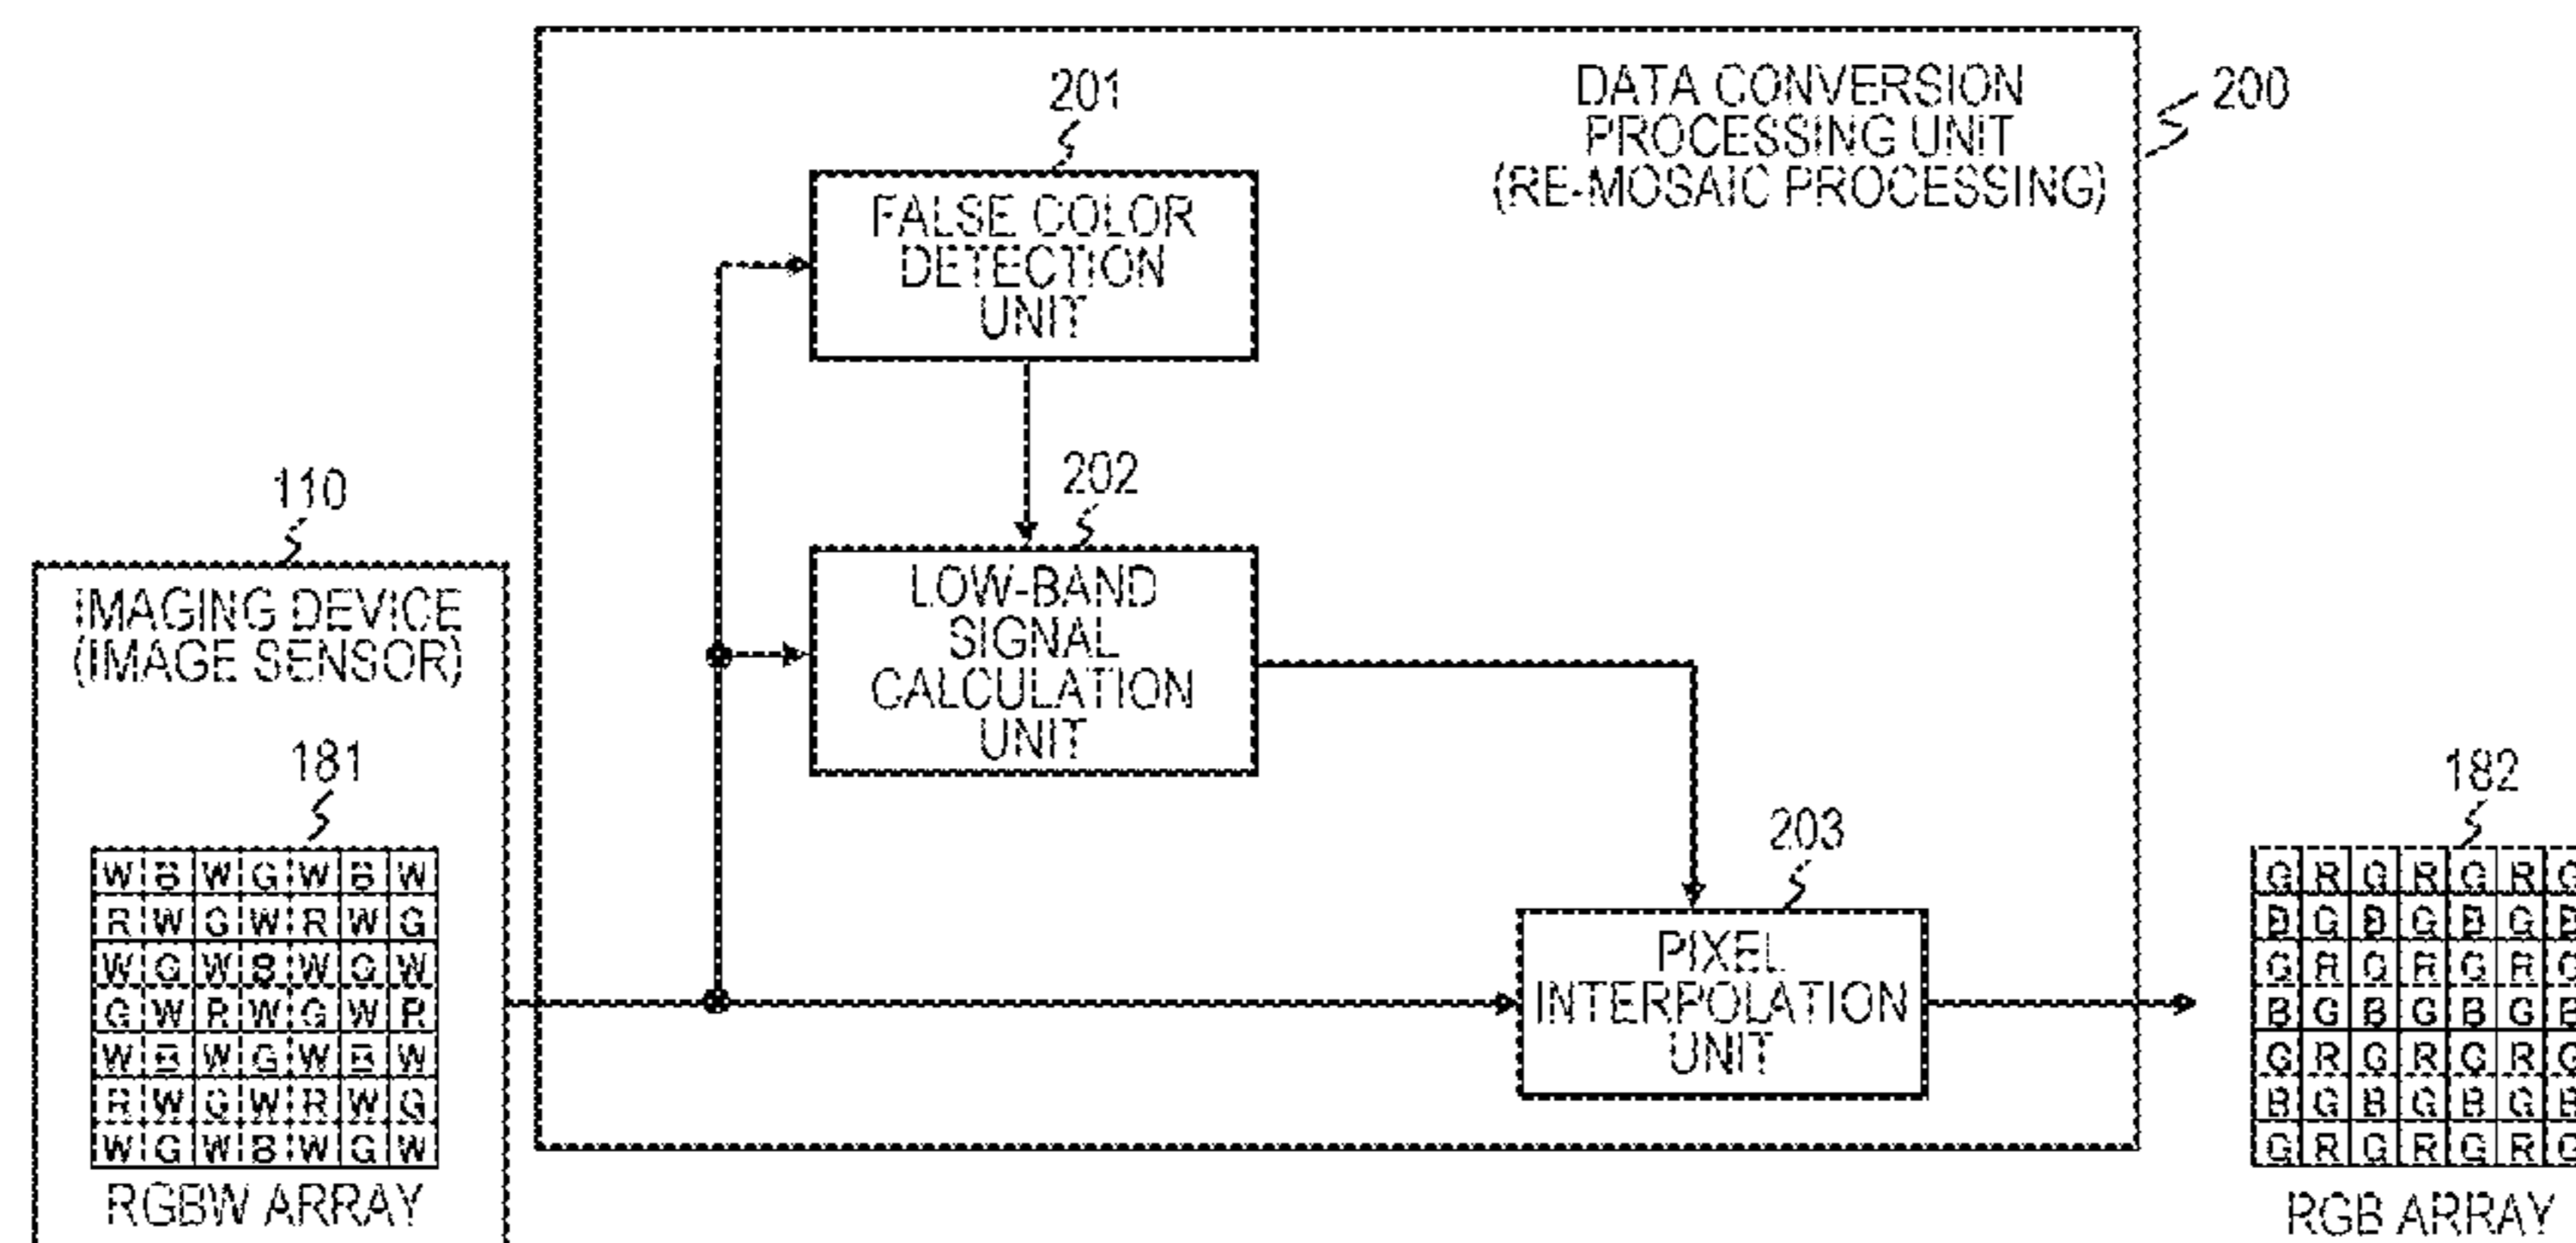 201
DATA CONVERSION
PROCESSING UNIT
(RE-MOSAIC PROCESSING)
200
FALSE COLOR
DETECTION
UNIT
202
110
LOW-BAND
SIGNAL
CALCULATION
UNIT
IMAGING DEVICE
(IMAGE SENSOR)
181
182
203
W B W G W B W
R W G W R W G
W G W B W G W
G W R W G W R
W B W G W B W
R W G W R W G
W G W B W G W
RGBW ARRAY
PIXEL
INTERPOLATION
UNIT
G R G R G R G
B G B G B G B
G R G R G R G
B G B G B G B
G R G R G R G
B G B G B G B
G R G R G R G
RGB ARRAY